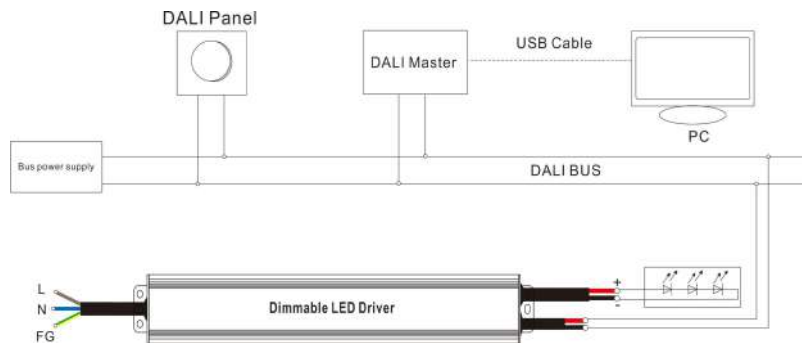 DALI Panel
DALI Master
USB Cable
PC
Bus power supply
DALI BUS
L
N
FG
Dimmable LED Driver
+
-